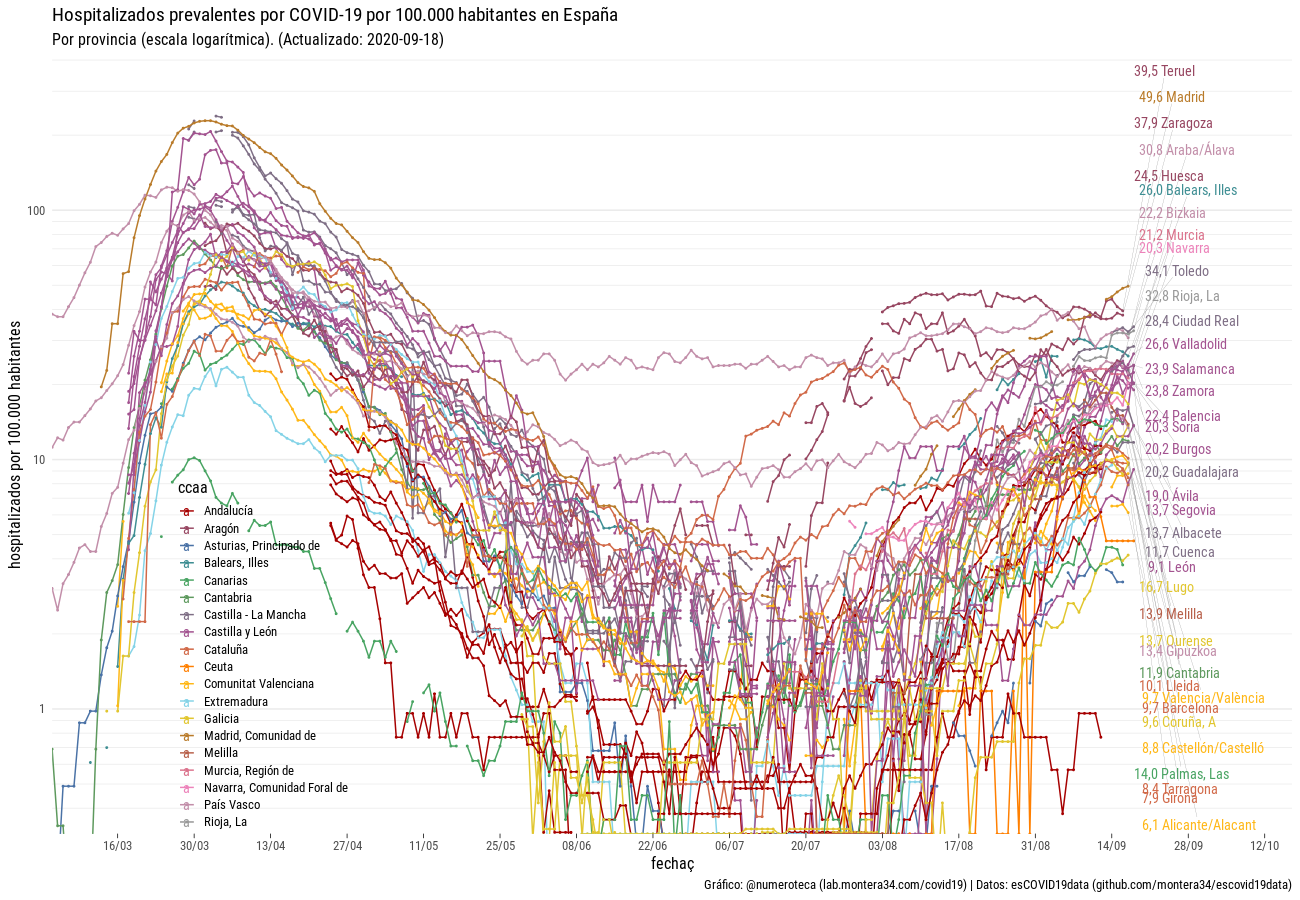 Hospitalizados prevalentes por COVID-19 por 100.000 habitantes en España
Por provincia (escala logarítmica). (Actualizado: 2020-09-18)
hospitalizados por 100.000 habitantes
100
10
1
39,5 Teruel
49,6 Madrid
37,9 Zaragoza
30,8 Araba/Álava
24,5 Huesca
26,0 Balears, Illes
22,2 Bizkaia
21,2 Murcia
20,3 Navarra
34,1 Toledo
32,8 Rioja, La
28,4 Ciudad Real
26,6 Valladolid
23,9 Salamanca
23,8 Zamora
22,4 Palencia
20,3 Soria
20,2 Burgos
20,2 Guadalajara
19,0 Ávila
13,7 Segovia
13,7 Albacete
11,7 Cuenca
9,1 León
16,7 Lugo
13,9 Melilla
13,7 Ourense
13,4 Gipuzkoa
11,9 Cantabria
10,1 Lleida
9,7 Valencia/València
9,7 Barcelona
9,6 Coruña, A
8,8 Castellón/Castelló
14,0 Palmas, Las
8,4 Tarragona
7,9 Girona
6,1 Alicante/Alacant
ccaa
Andalucía
Aragón
Asturias, Principado de
Balears, Illes
Canarias
Cantabria
Castilla - La Mancha
Castilla y León
Cataluña
Ceuta
Comunitat Valenciana
Extremadura
Galicia
Madrid, Comunidad de
Melilla
Murcia, Región de
Navarra, Comunidad Foral de
País Vasco
Rioja, La
16/03 30/03 13/04 27/04 11/05 25/05 08/06 22/06 06/07 20/07 03/08 17/08 31/08 14/09 28/09 12/10
fechaç
Gráfico: @numeroteca (lab.montera34.com/covid19) | Datos: esCOVID19data (github.com/montera34/escovid19data)